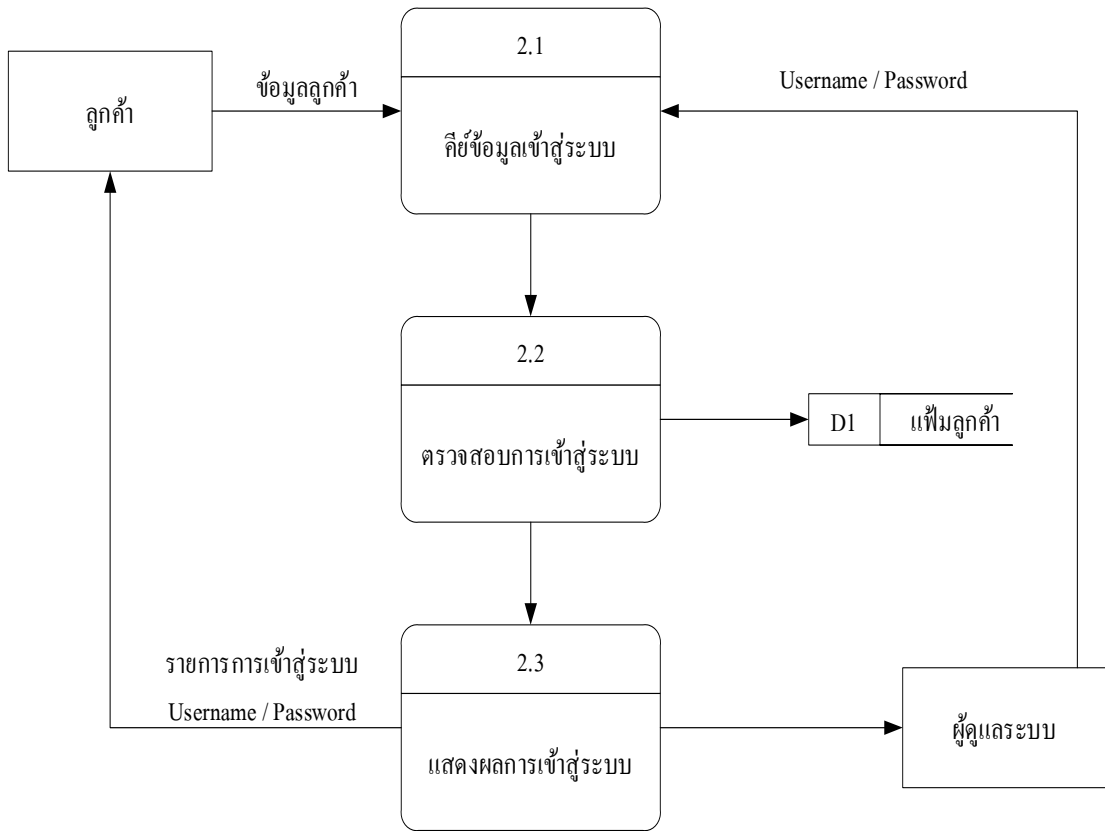 2.1
ลูกค้า
ข้อมูลลูกค้า
Username / Password
คีย์ข้อมูลเข้าสู่ระบบ
2.2
D1
แฟ้มลูกค้า
ตรวจสอบการเข้าสู่ระบบ
2.3
รายการการเข้าสู่ระบบ
Username / Password
ผู้ดูแลระบบ
แสดงผลการเข้าสู่ระบบ